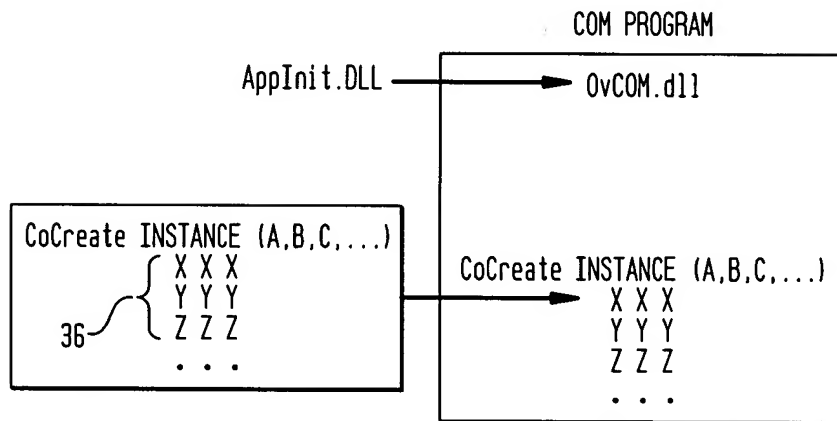 COM PROGRAM
AppInit.DLL
OvCOM.dll
CoCreate INSTANCE (A,B,C,...)
X X X
Y Y Y
Z Z Z
. . .
36
CoCreate INSTANCE (A,B,C,...)
X X X
Y Y Y
Z Z Z
. . .